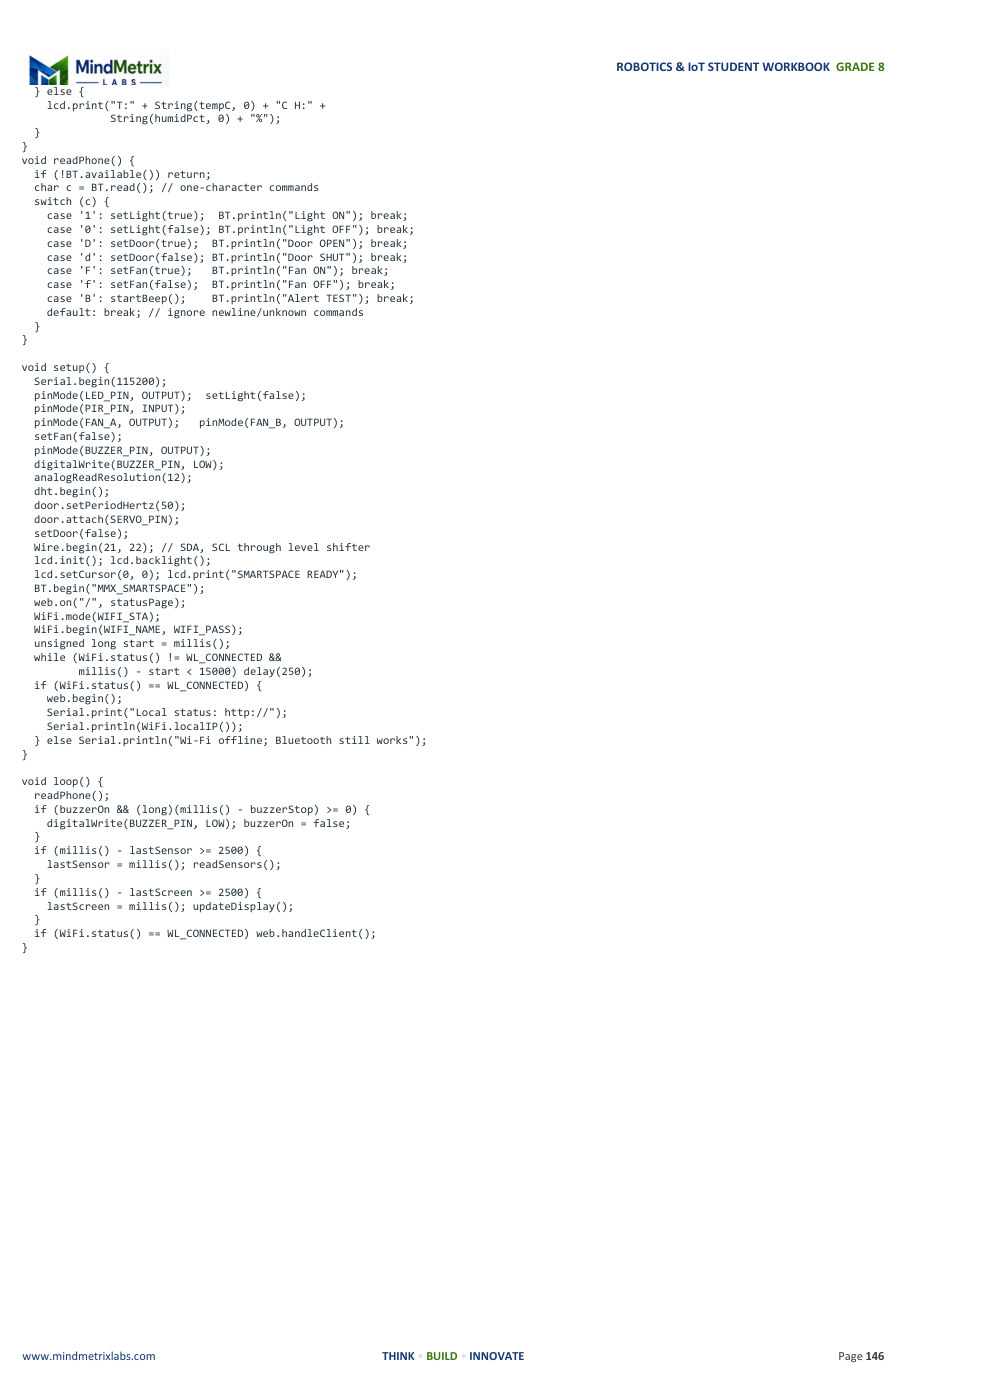 MindMetrix
LABS
ROBOTICS & IoT STUDENT WORKBOOK GRADE 8
  } else {
    lcd.print("T:" + String(tempC, 0) + "C H:" +
              String(humidPct, 0) + "%");
  }
}
void readPhone() {
  if (!BT.available()) return;
  char c = BT.read(); // one-character commands
  switch (c) {
    case '1': setLight(true);  BT.println("Light ON"); break;
    case '0': setLight(false); BT.println("Light OFF"); break;
    case 'D': setDoor(true);  BT.println("Door OPEN"); break;
    case 'd': setDoor(false); BT.println("Door SHUT"); break;
    case 'F': setFan(true);   BT.println("Fan ON"); break;
    case 'f': setFan(false);  BT.println("Fan OFF"); break;
    case 'B': startBeep();    BT.println("Alert TEST"); break;
    default: break; // ignore newline/unknown commands
  }
}

void setup() {
  Serial.begin(115200);
  pinMode(LED_PIN, OUTPUT);  setLight(false);
  pinMode(PIR_PIN, INPUT);
  pinMode(FAN_A, OUTPUT);   pinMode(FAN_B, OUTPUT);
  setFan(false);
  pinMode(BUZZER_PIN, OUTPUT);
  digitalWrite(BUZZER_PIN, LOW);
  analogReadResolution(12);
  dht.begin();
  door.setPeriodHertz(50);
  door.attach(SERVO_PIN);
  setDoor(false);
  Wire.begin(21, 22); // SDA, SCL through level shifter
  lcd.init(); lcd.backlight();
  lcd.setCursor(0, 0); lcd.print("SMARTSPACE READY");
  BT.begin("MMX_SMARTSPACE");
  web.on("/", statusPage);
  WiFi.mode(WIFI_STA);
  WiFi.begin(WIFI_NAME, WIFI_PASS);
  unsigned long start = millis();
  while (WiFi.status() != WL_CONNECTED &&
         millis() - start < 15000) delay(250);
  if (WiFi.status() == WL_CONNECTED) {
    web.begin();
    Serial.print("Local status: http://");
    Serial.println(WiFi.localIP());
  } else Serial.println("Wi-Fi offline; Bluetooth still works");
}

void loop() {
  readPhone();
  if (buzzerOn && (long)(millis() - buzzerStop) >= 0) {
    digitalWrite(BUZZER_PIN, LOW); buzzerOn = false;
  }
  if (millis() - lastSensor >= 2500) {
    lastSensor = millis(); readSensors();
  }
  if (millis() - lastScreen >= 2500) {
    lastScreen = millis(); updateDisplay();
  }
  if (WiFi.status() == WL_CONNECTED) web.handleClient();
}
www.mindmetrixlabs.com
THINK • BUILD • INNOVATE
Page 146